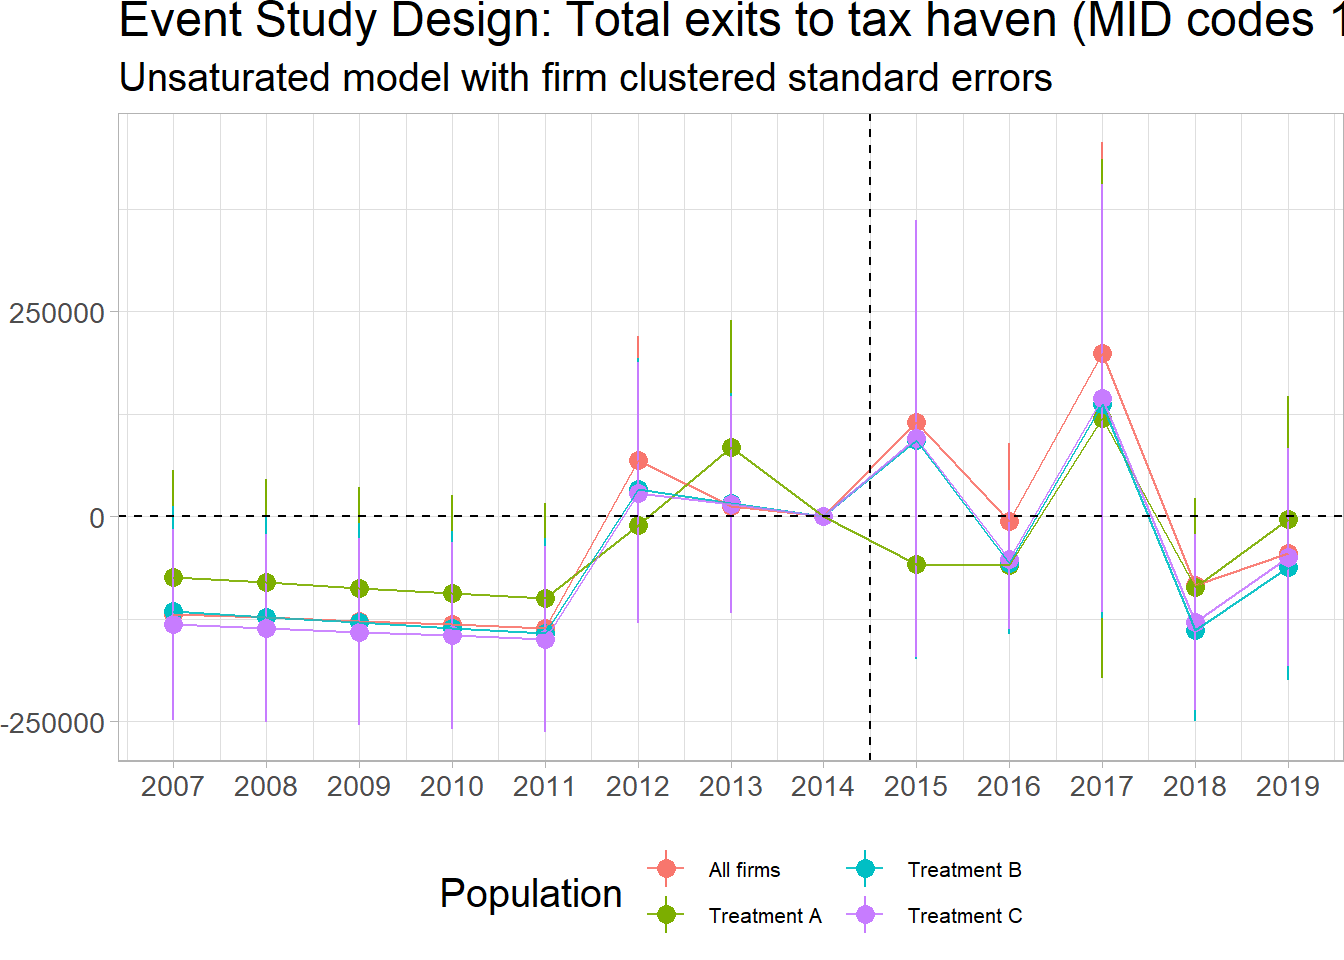 Event Study Design: Total exits to tax haven (MID codes 1
Unsaturated model with firm clustered standard errors
250000
0
-250000
2007 2008 2009 2010 2011 2012 2013 2014 2015 2016 2017 2018 2019
Population
All firms
Treatment A
Treatment B
Treatment C